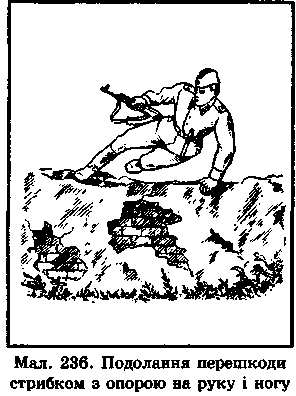 Мал. 236. Подолання перешкоди
стрибком з опорою на руку і ногу